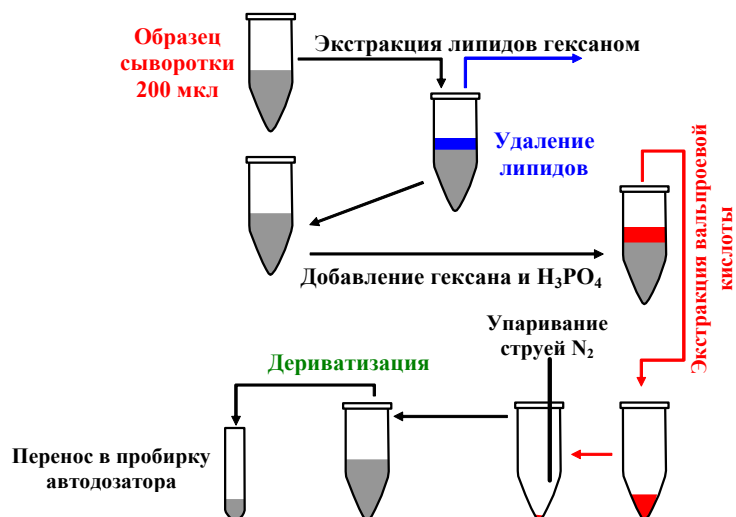 Образец
сыворотки
200 мкл
Экстракция липидов гексаном
Удаление
липидов
Экстракция вальпроевой
кислоты
Добавление гексана и H₃PO₄
Упаривание
струей N₂
Дериватизация
Перенос в пробирку
автодозатора